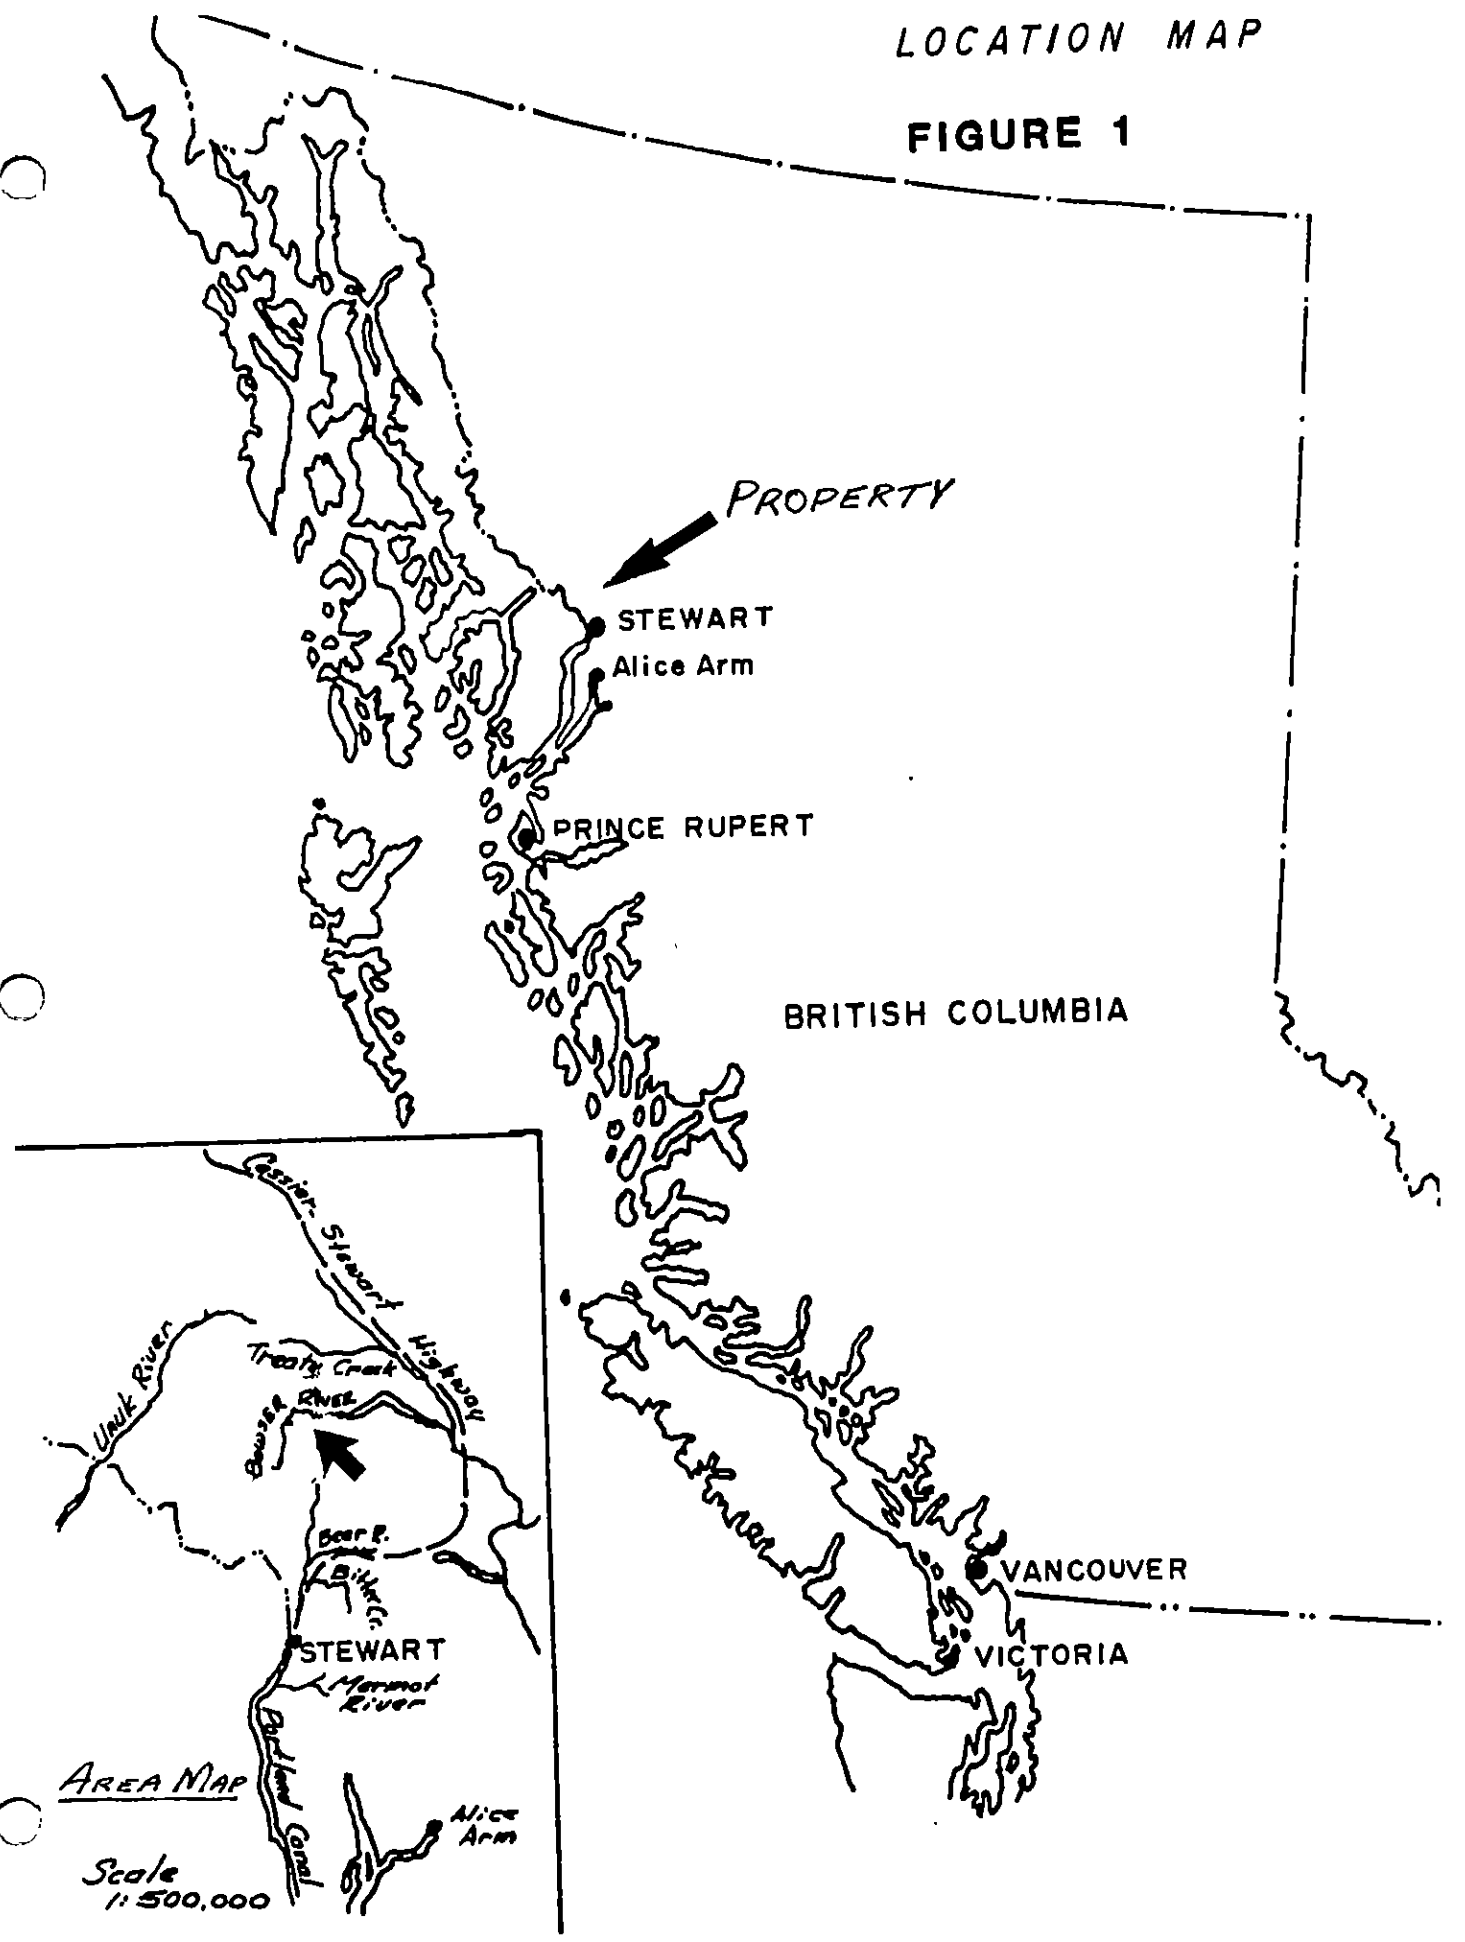 LOCATION MAP
FIGURE 1
PROPERTY
STEWART
Alice Arm
PRINCE RUPERT
BRITISH COLUMBIA
VANCOUVER
VICTORIA
Cassiar-Stewart Highway
Unuk River
Treaty Creek
BOWSER RIVER
Bear R.
Bitter Cr.
STEWART
Marmot
River
Portland Canal
AREA MAP
Alice
Arm
Scale
1:500,000